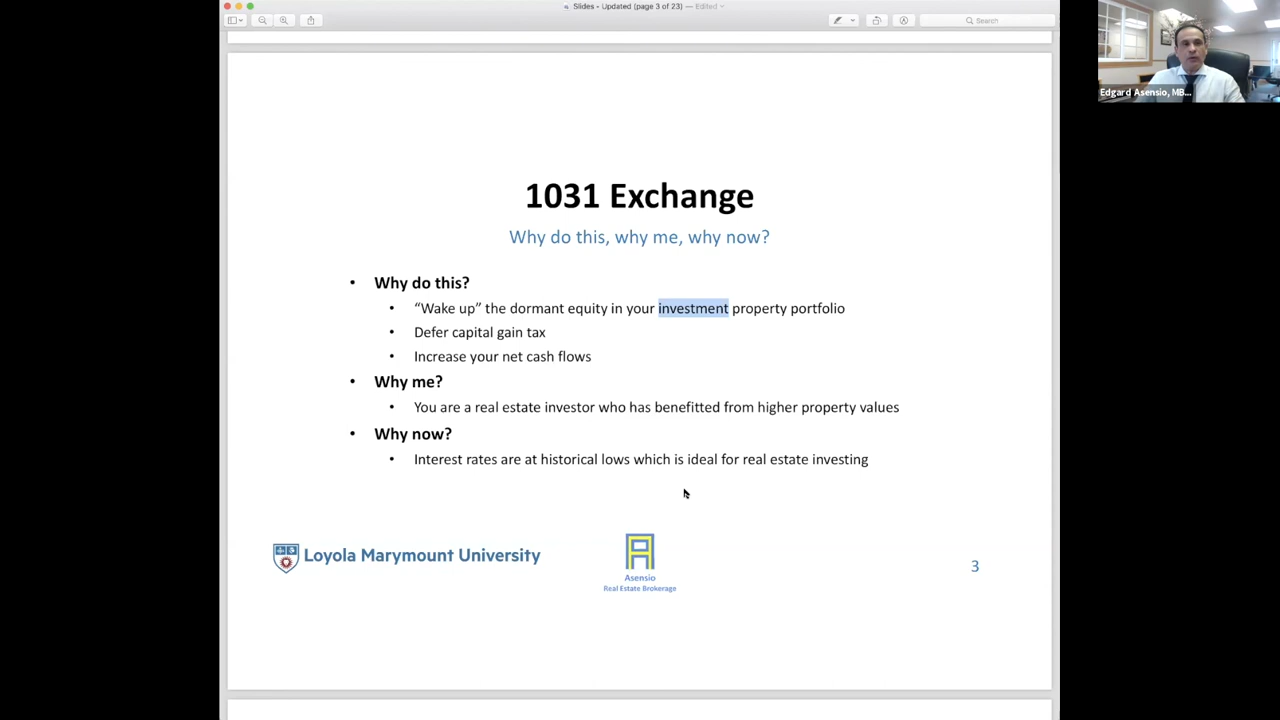 Slides - Updated (page 3 of 23) — Edited
Search
Edgard Asensio, MB...
1031 Exchange
Why do this, why me, why now?
• Why do this?
• “Wake up” the dormant equity in your investment property portfolio
• Defer capital gain tax
• Increase your net cash flows
• Why me?
• You are a real estate investor who has benefitted from higher property values
• Why now?
• Interest rates are at historical lows which is ideal for real estate investing
Loyola Marymount University
Asensio
Real Estate Brokerage
3